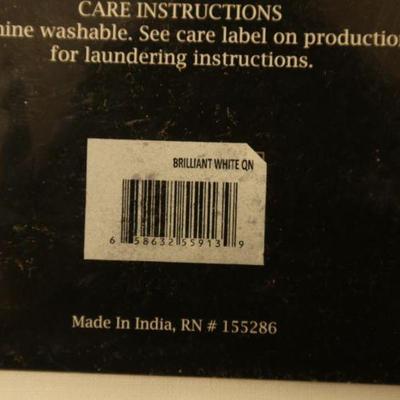 CARE INSTRUCTIONS
hine washable. See care label on production
for laundering instructions.
BRILLIANT WHITE QN
6 58632 55913 9
Made In India, RN # 155286